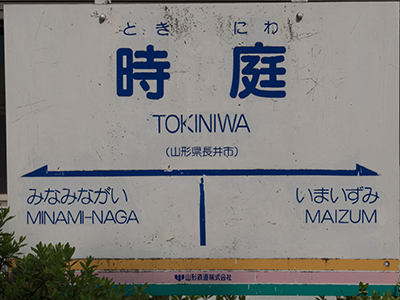 ときにわ
時庭
TOKINIWA
(山形県長井市)
みなみながい いまいずみ
MINAMI-NAGA MAIZUM
山形鉄道株式会社